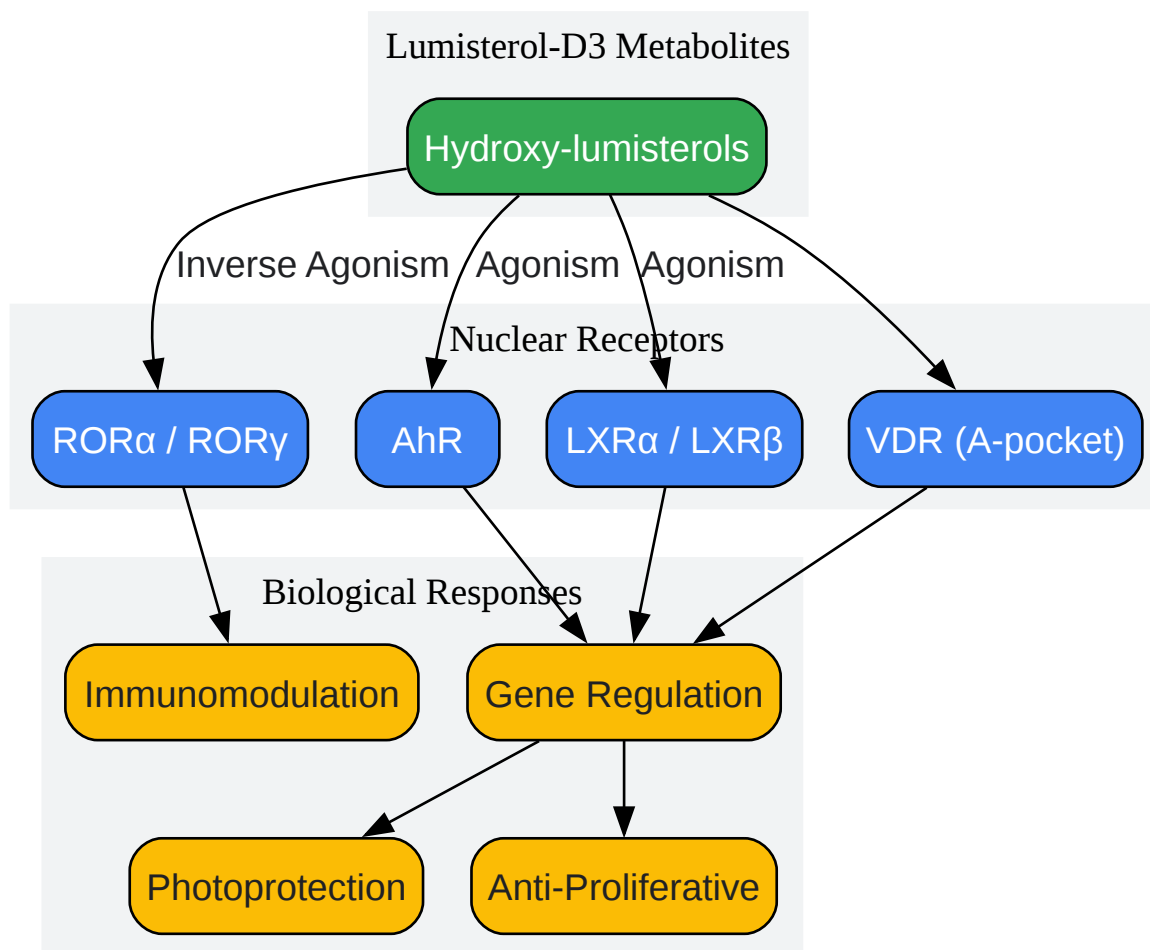 Lumisterol-D3 Metabolites
Hydroxy-lumisterols
Inverse Agonism
Agonism
Agonism
Nuclear Receptors
RORα / RORγ
AhR
LXRα / LXRβ
VDR (A-pocket)
Biological Responses
Immunomodulation
Gene Regulation
Photoprotection
Anti-Proliferative